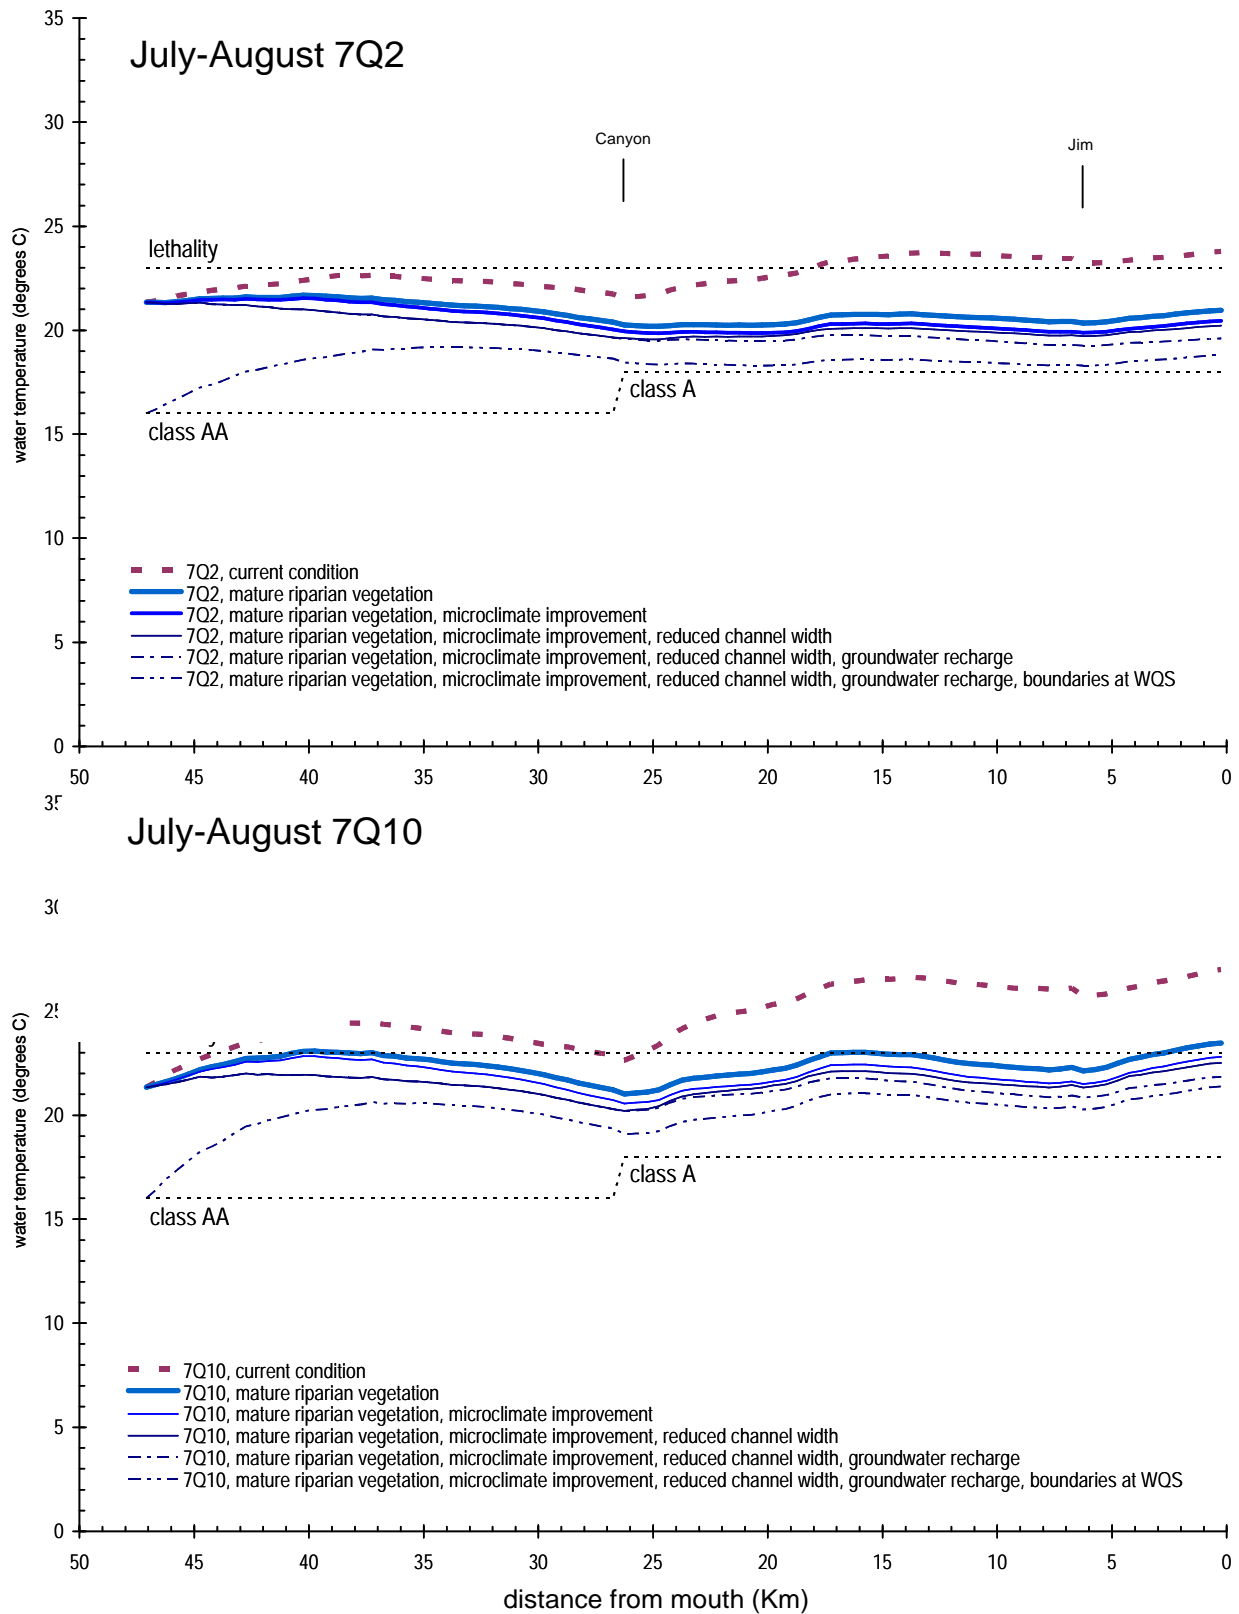 35
July-August 7Q2
30
Canyon
Jim
25
lethality
water temperature (degrees C)
20
class A
15
class AA
10
7Q2, current condition
7Q2, mature riparian vegetation
7Q2, mature riparian vegetation, microclimate improvement
5
7Q2, mature riparian vegetation, microclimate improvement, reduced channel width
7Q2, mature riparian vegetation, microclimate improvement, reduced channel width, groundwater recharge
7Q2, mature riparian vegetation, microclimate improvement, reduced channel width, groundwater recharge, boundaries at WQS
0
50 45 40 35 30 25 20 15 10 5 0
35
July-August 7Q10
30
25
water temperature (degrees C)
20
class A
class AA
15
10
7Q10, current condition
7Q10, mature riparian vegetation
7Q10, mature riparian vegetation, microclimate improvement
5
7Q10, mature riparian vegetation, microclimate improvement, reduced channel width
7Q10, mature riparian vegetation, microclimate improvement, reduced channel width, groundwater recharge
7Q10, mature riparian vegetation, microclimate improvement, reduced channel width, groundwater recharge, boundaries at WQS
0
50 45 40 35 30 25 20 15 10 5 0
distance from mouth (Km)